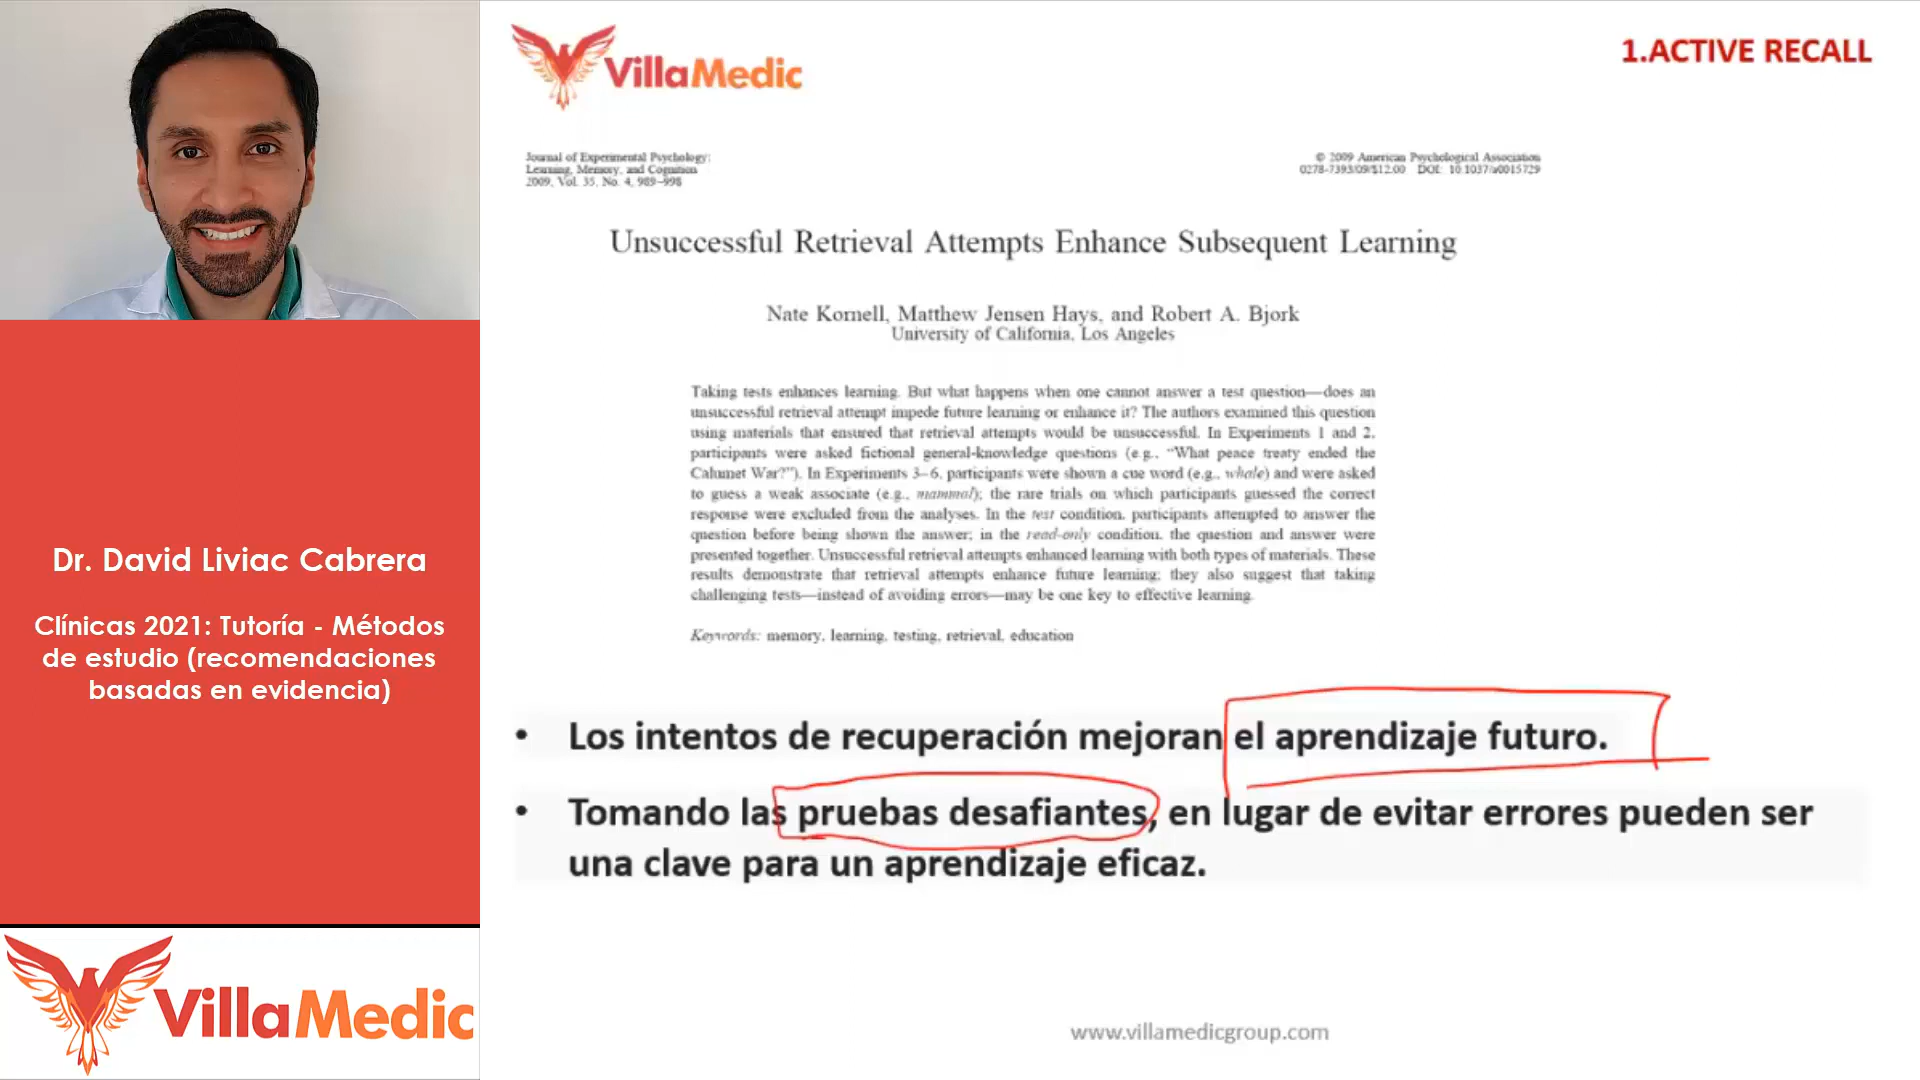 VillaMedic
1.ACTIVE RECALL
Journal of Experimental Psychology:
Learning, Memory, and Cognition
2009, Vol. 35, No. 4, 989–998
© 2009 American Psychological Association
0278-7393/09/$12.00 DOI: 10.1037/a0015729
Unsuccessful Retrieval Attempts Enhance Subsequent Learning
Nate Kornell, Matthew Jensen Hays, and Robert A. Bjork
University of California, Los Angeles
Taking tests enhances learning. But what happens when one cannot answer a test question—does an
unsuccessful retrieval attempt impede future learning or enhance it? The authors examined this question
using materials that ensured that retrieval attempts would be unsuccessful. In Experiments 1 and 2,
participants were asked fictional general-knowledge questions (e.g., “What peace treaty ended the
Calumet War?”). In Experiments 3–6, participants were shown a cue word (e.g., whale) and were asked
to guess a weak associate (e.g., mammal); the rare trials on which participants guessed the correct
response were excluded from the analyses. In the test condition, participants attempted to answer the
question before being shown the answer; in the read-only condition, the question and answer were
presented together. Unsuccessful retrieval attempts enhanced learning with both types of materials. These
results demonstrate that retrieval attempts enhance future learning; they also suggest that taking
challenging tests—instead of avoiding errors—may be one key to effective learning.
Keywords: memory, learning, testing, retrieval, education
• Los intentos de recuperación mejoran el aprendizaje futuro.
• Tomando las pruebas desafiantes, en lugar de evitar errores pueden ser
una clave para un aprendizaje eficaz.
www.villamedicgroup.com
Dr. David Liviac Cabrera
Clínicas 2021: Tutoría - Métodos
de estudio (recomendaciones
basadas en evidencia)
VillaMedic